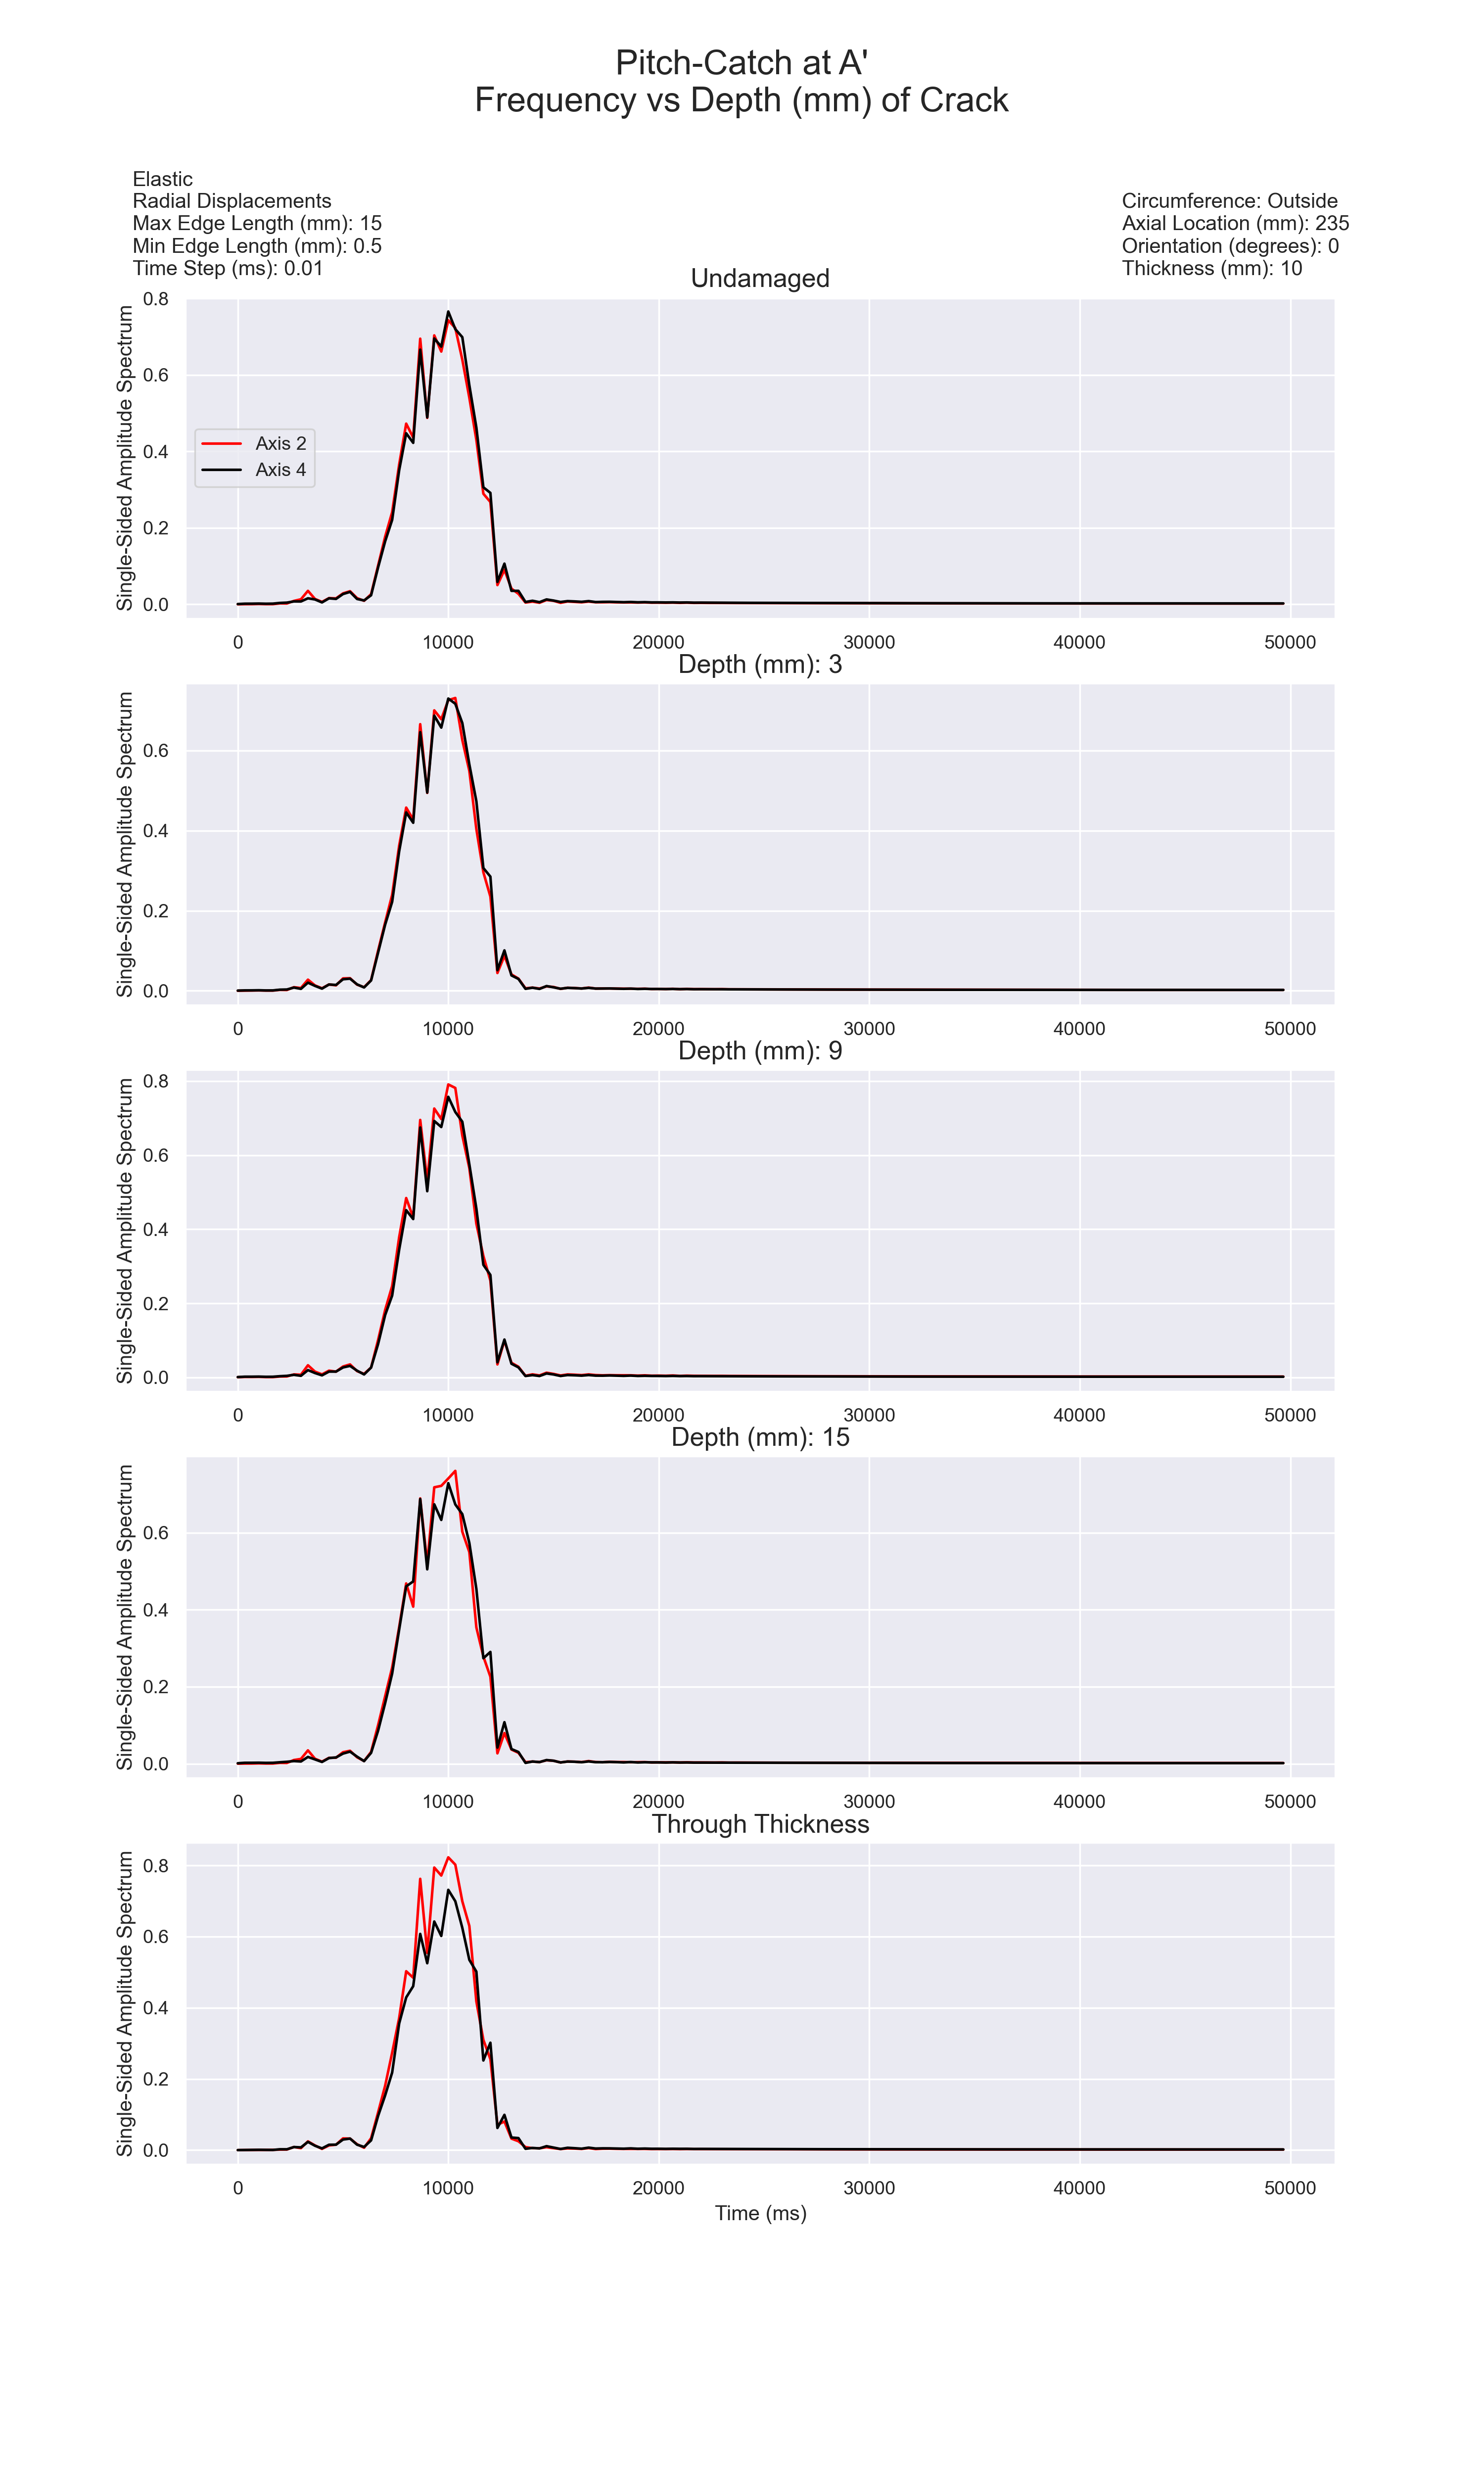 Pitch-Catch at A'
Frequency vs Depth (mm) of Crack
Elastic
Radial Displacements
Max Edge Length (mm): 15
Min Edge Length (mm): 0.5
Time Step (ms): 0.01
Circumference: Outside
Axial Location (mm): 235
Orientation (degrees): 0
Thickness (mm): 10
Undamaged
Single-Sided Amplitude Spectrum
0.8
0.6
0.4
0.2
0.0
Axis 2
Axis 4
0 10000 20000 30000 40000 50000
Depth (mm): 3
Single-Sided Amplitude Spectrum
0.6
0.4
0.2
0.0
0 10000 20000 30000 40000 50000
Depth (mm): 9
Single-Sided Amplitude Spectrum
0.8
0.6
0.4
0.2
0.0
0 10000 20000 30000 40000 50000
Depth (mm): 15
Single-Sided Amplitude Spectrum
0.6
0.4
0.2
0.0
0 10000 20000 30000 40000 50000
Through Thickness
Single-Sided Amplitude Spectrum
0.8
0.6
0.4
0.2
0.0
0 10000 20000 30000 40000 50000
Time (ms)